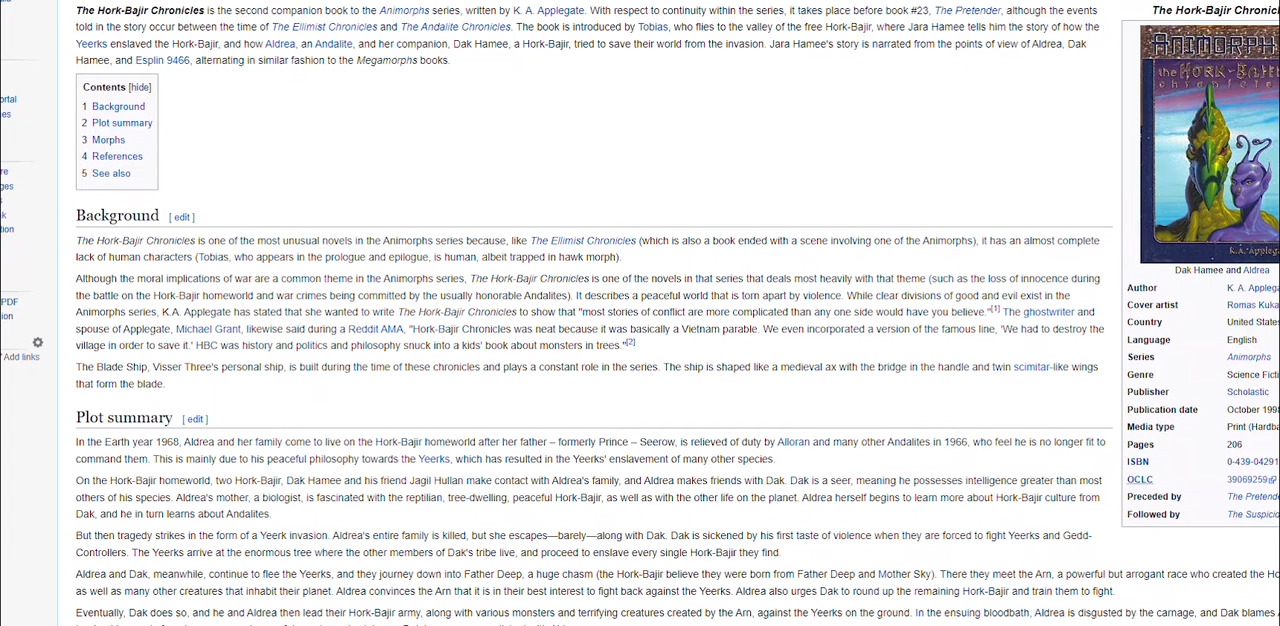 The Hork-Bajir Chronicles is the second companion book to the Animorphs series, written by K. A. Applegate. With respect to continuity within the series, it takes place before book #23, The Pretender, although the events
told in the story occur between the time of The Ellimist Chronicles and The Andalite Chronicles. The book is introduced by Tobias, who flies to the valley of the free Hork-Bajir, where Jara Hamee tells him the story of how the
Yeerks enslaved the Hork-Bajir, and how Aldrea, an Andalite, and her companion, Dak Hamee, a Hork-Bajir, tried to save their world from the invasion. Jara Hamee's story is narrated from the points of view of Aldrea, Dak
Hamee, and Esplin 9466, alternating in similar fashion to the Megamorphs books.
Contents [hide]
1 Background
2 Plot summary
3 Morphs
4 References
5 See also
Background [ edit ]
The Hork-Bajir Chronicles is one of the most unusual novels in the Animorphs series because, like The Ellimist Chronicles (which is also a book ended with a scene involving one of the Animorphs), it has an almost complete
lack of human characters (Tobias, who appears in the prologue and epilogue, is human, albeit trapped in hawk morph).
Although the moral implications of war are a common theme in the Animorphs series, The Hork-Bajir Chronicles is one of the novels in that series that deals most heavily with that theme (such as the loss of innocence during
the battle on the Hork-Bajir homeworld and war crimes being committed by the usually honorable Andalites). It describes a peaceful world that is torn apart by violence. While clear divisions of good and evil exist in the
Animorphs series, K.A. Applegate has stated that she wanted to write The Hork-Bajir Chronicles to show that "most stories of conflict are more complicated than any one side would have you believe."[1] The ghostwriter and
spouse of Applegate, Michael Grant, likewise said during a Reddit AMA, "Hork-Bajir Chronicles was neat because it was basically a Vietnam parable. We even incorporated a version of the famous line, 'We had to destroy the
village in order to save it.' HBC was history and politics and philosophy snuck into a kids' book about monsters in trees."[2]
The Blade Ship, Visser Three's personal ship, is built during the time of these chronicles and plays a constant role in the series. The ship is shaped like a medieval ax with the bridge in the handle and twin scimitar-like wings
that form the blade.
Plot summary [ edit ]
In the Earth year 1968, Aldrea and her family come to live on the Hork-Bajir homeworld after her father – formerly Prince – Seerow, is relieved of duty by Alloran and many other Andalites in 1966, who feel he is no longer fit to
command them. This is mainly due to his peaceful philosophy towards the Yeerks, which has resulted in the Yeerks' enslavement of many other species.
On the Hork-Bajir homeworld, two Hork-Bajir, Dak Hamee and his friend Jagil Hullan make contact with Aldrea's family, and Aldrea makes friends with Dak. Dak is a seer, meaning he possesses intelligence greater than most
others of his species. Aldrea's mother, a biologist, is fascinated with the reptilian, tree-dwelling, peaceful Hork-Bajir, as well as with the other life on the planet. Aldrea herself begins to learn more about Hork-Bajir culture from
Dak, and he in turn learns about Andalites.
But then tragedy strikes in the form of a Yeerk invasion. Aldrea's entire family is killed, but she escapes—barely—along with Dak. Dak is sickened by his first taste of violence when they are forced to fight Yeerks and Gedd-
Controllers. The Yeerks arrive at the enormous tree where the other members of Dak's tribe live, and proceed to enslave every single Hork-Bajir they find.
Aldrea and Dak, meanwhile, continue to flee the Yeerks, and they journey down into Father Deep, a huge chasm (the Hork-Bajir believe they were born from Father Deep and Mother Sky). There they meet the Arn, a powerful but arrogant race who created the Ho
as well as many other creatures that inhabit their planet. Aldrea convinces the Arn that it is in their best interest to fight back against the Yeerks. Aldrea also urges Dak to round up the remaining Hork-Bajir and train them to fight.
Eventually, Dak does so, and he and Aldrea then lead their Hork-Bajir army, along with various monsters and terrifying creatures created by the Arn, against the Yeerks on the ground. In the ensuing bloodbath, Aldrea is disgusted by the carnage, and Dak blames
The Hork-Bajir Chronicl
ANIMORPH
the HORK-BAJIR
chronicle
K.A. Applega
Dak Hamee and Aldrea
Author K. A. Applega
Cover artist Romas Kuka
Country United State
Language English
Series Animorphs
Genre Science Ficti
Publisher Scholastic
Publication date October 199
Media type Print (Hardba
Pages 206
ISBN 0-439-04291
OCLC 39069259
Preceded by The Pretend
Followed by The Suspicio
ortal
es
re
ges
s
k
tion
PDF
ion
Add links